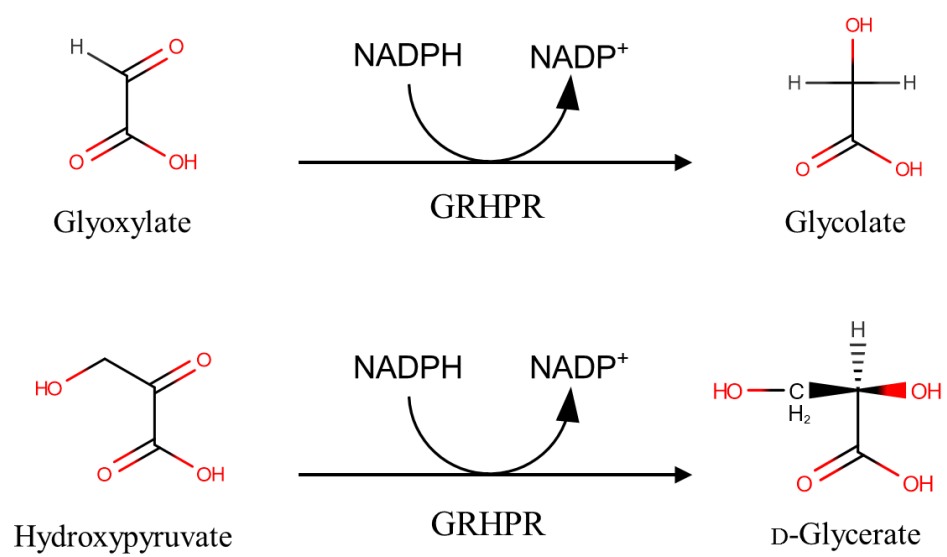 H O
NADPH NADP⁺
OH
H H
O OH
O OH
GRHPR
Glyoxylate
Glycolate
H
O
HO
NADPH NADP⁺
HO C H₂ OH
O OH
O OH
GRHPR
Hydroxypyruvate
D-Glycerate